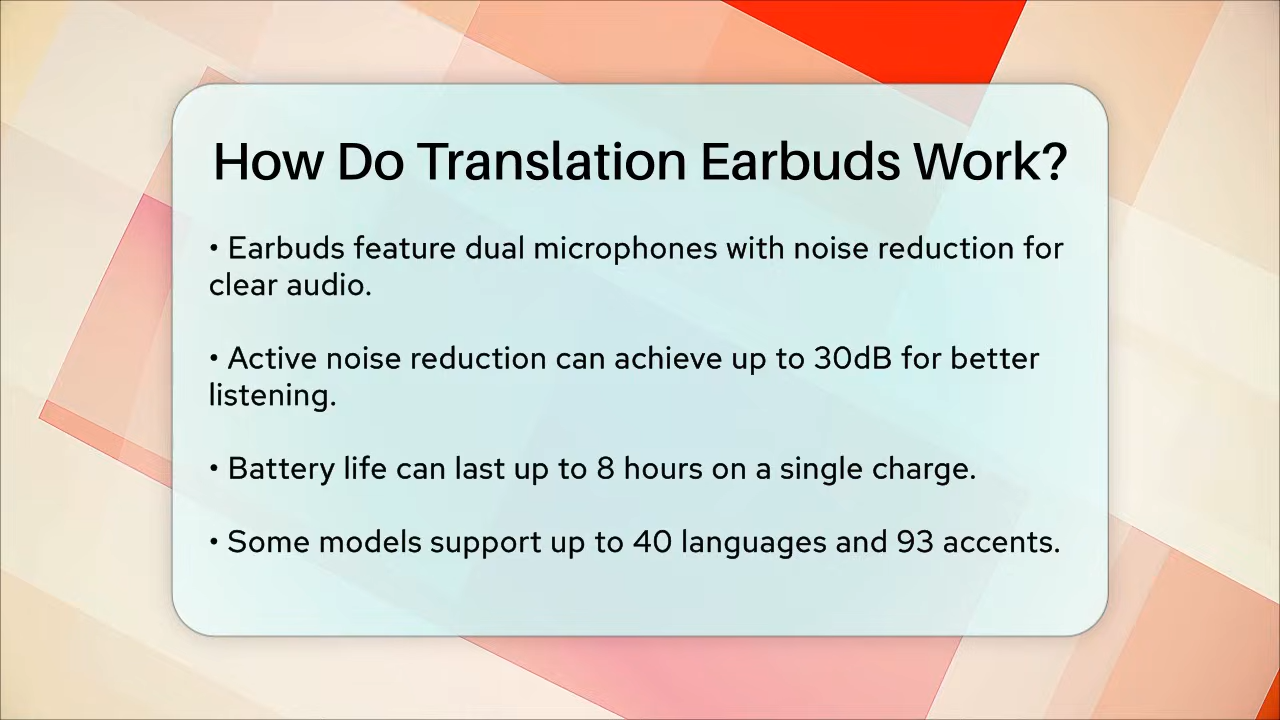 How Do Translation Earbuds Work?
• Earbuds feature dual microphones with noise reduction for
clear audio.
• Active noise reduction can achieve up to 30dB for better
listening.
• Battery life can last up to 8 hours on a single charge.
• Some models support up to 40 languages and 93 accents.